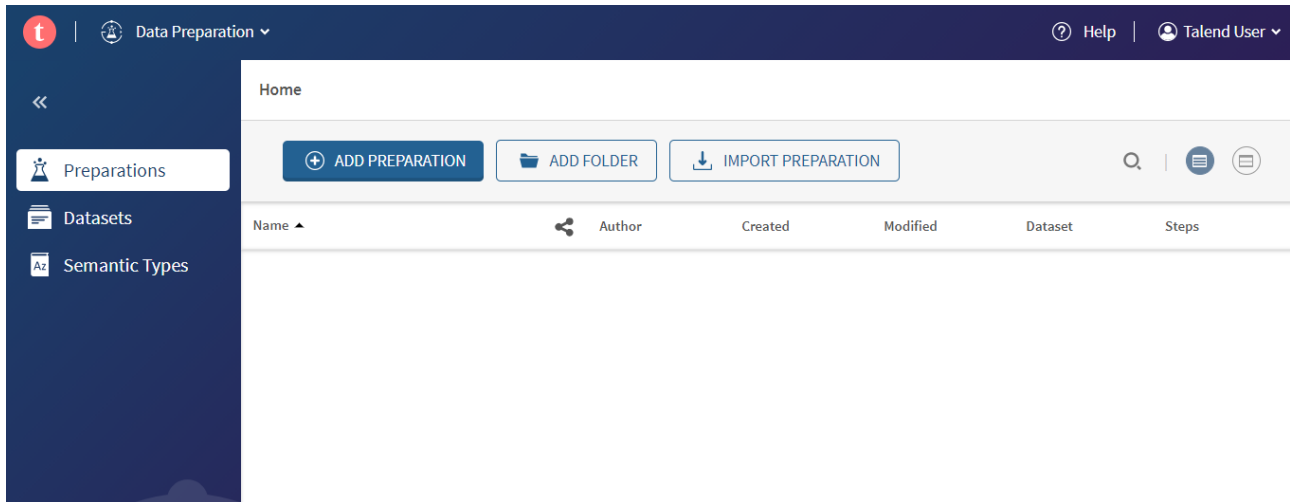 t Data Preparation Help Talend User
Home
ADD PREPARATION ADD FOLDER IMPORT PREPARATION
Preparations
Datasets
Az Semantic Types
Name Author Created Modified Dataset Steps